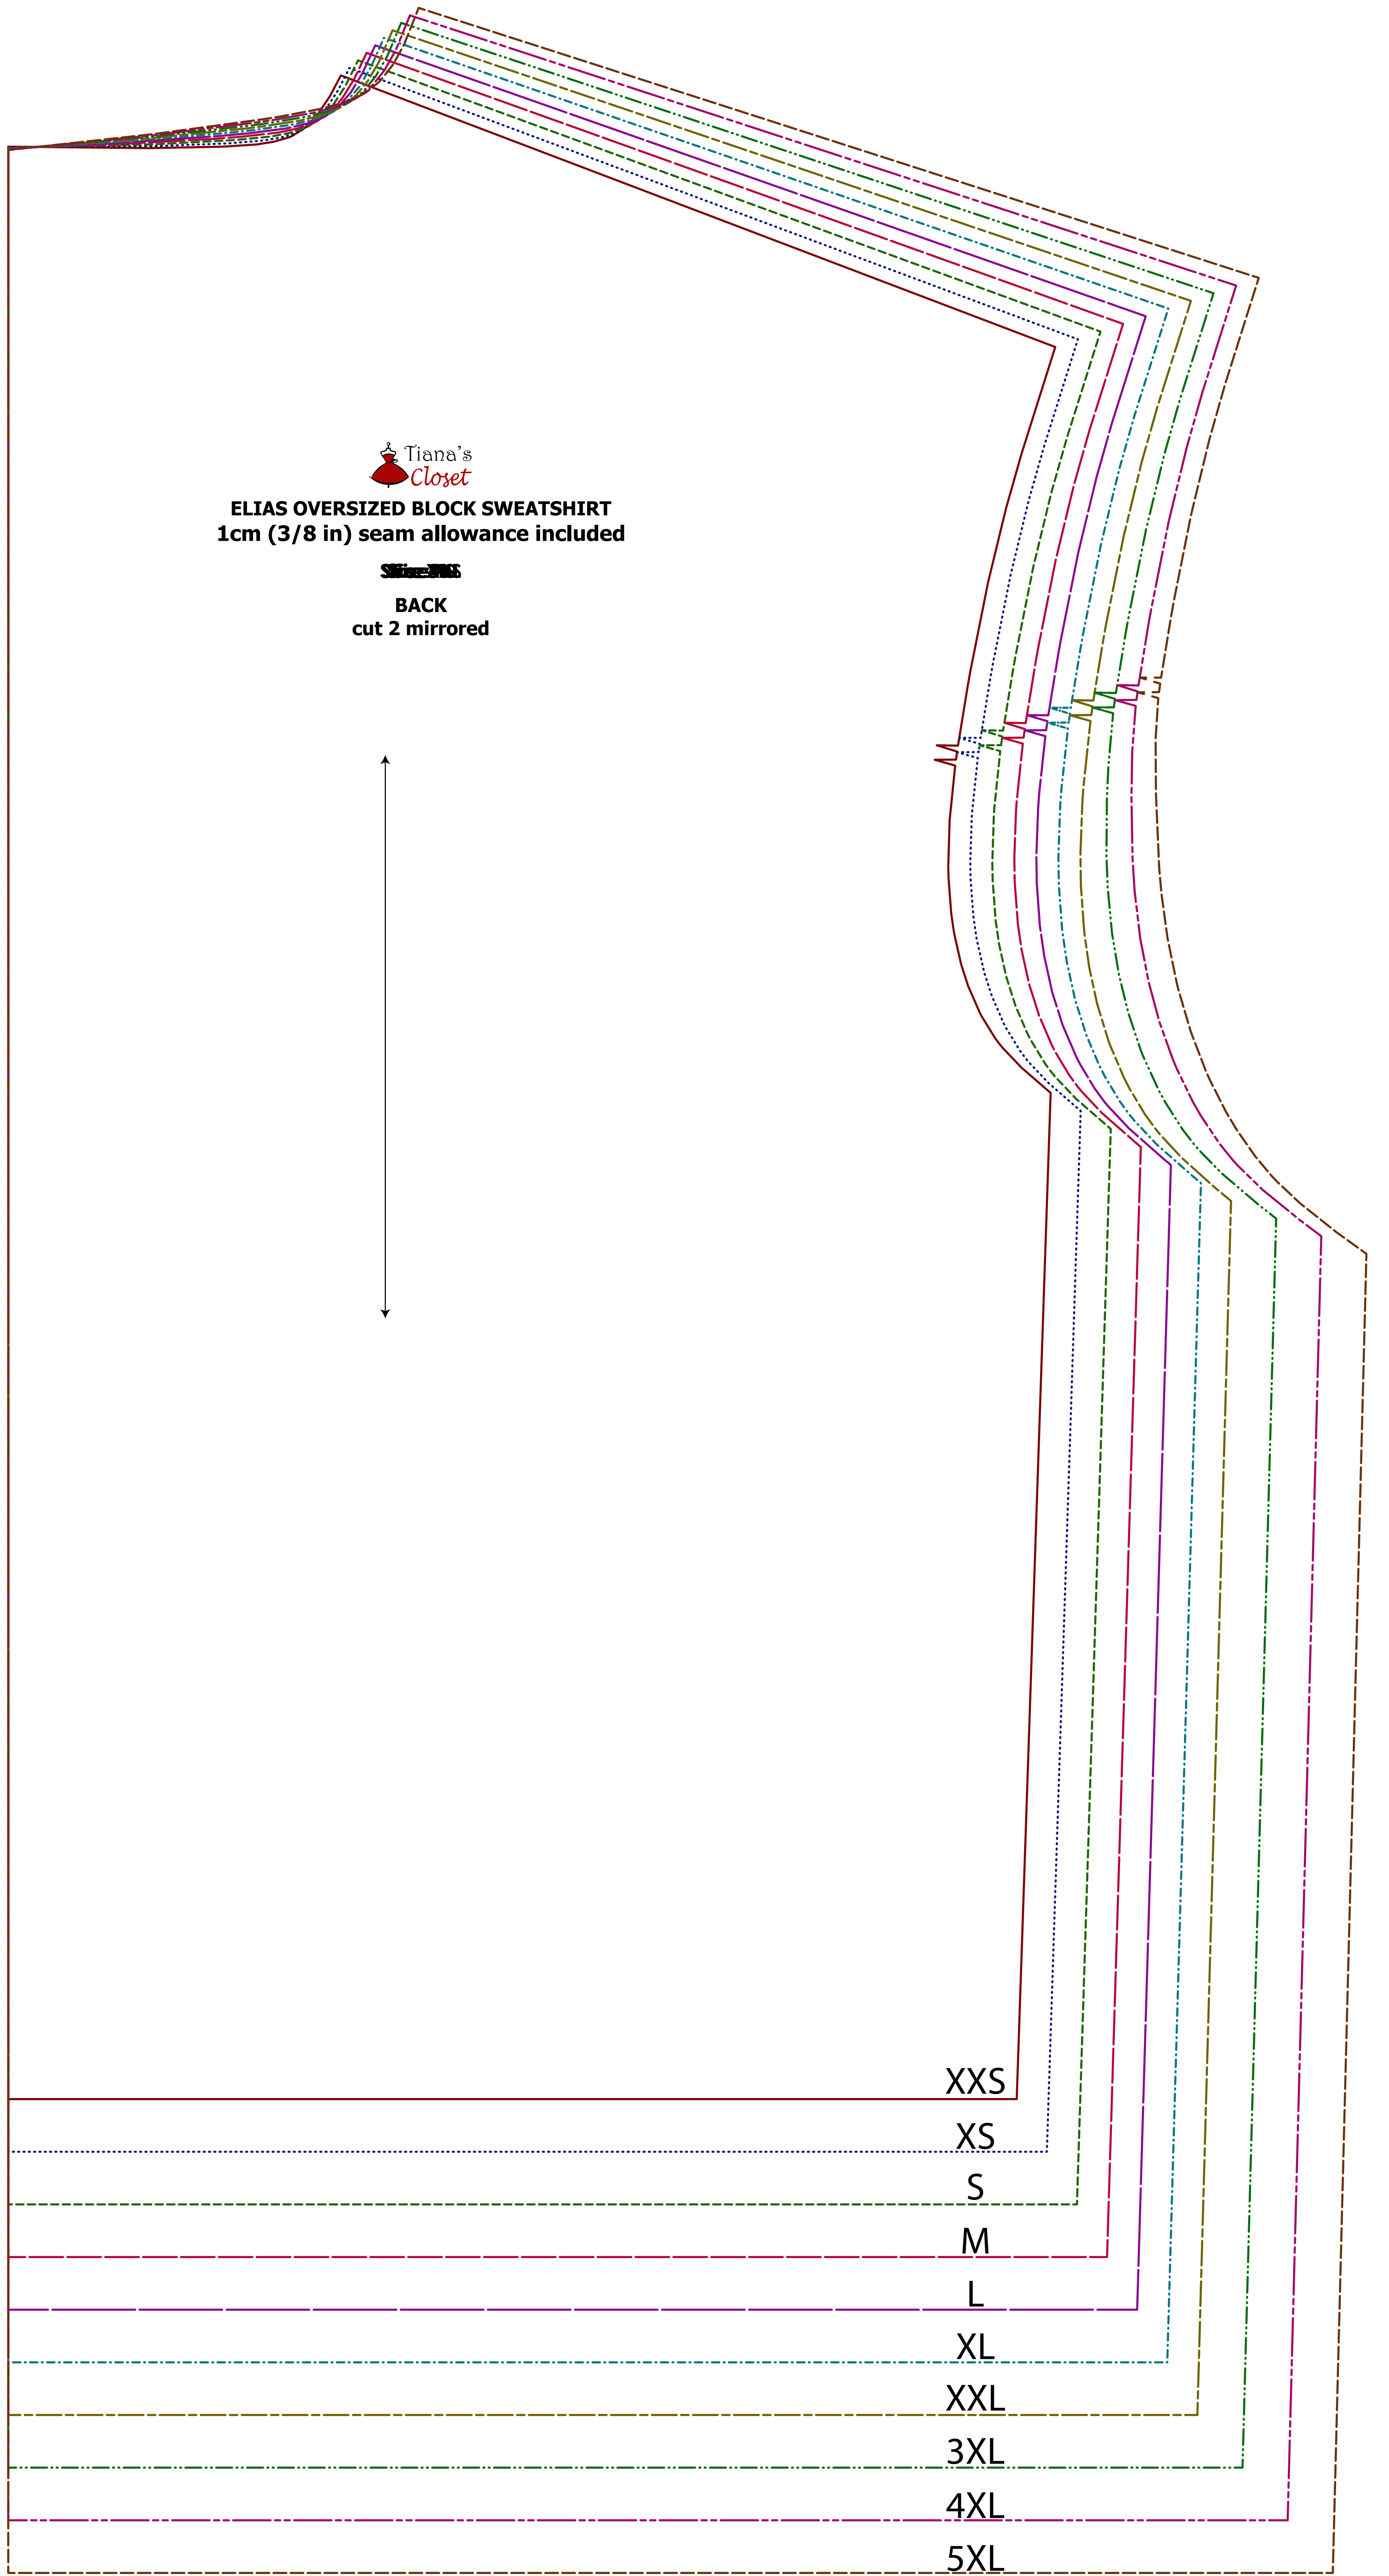 Tiana's
Closet
ELIAS OVERSIZED BLOCK SWEATSHIRT
1cm (3/8 in) seam allowance included
BACK
cut 2 mirrored
XXS
XS
S
M
L
XL
XXL
3XL
4XL
5XL